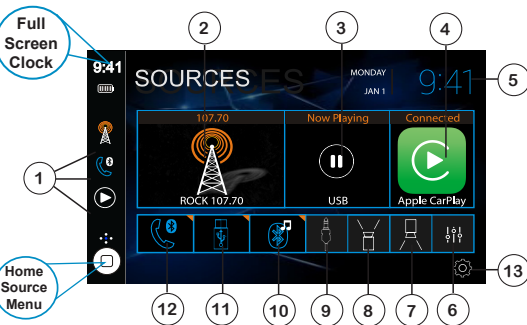 Full
Screen
Clock
2
3
4
9:41
SOURCES
MONDAY
JAN 1
9:41
5
107.70
Now Playing
Connected
1
ROCK 107.70
USB
Apple CarPlay
Home
Source
Menu
13
12
11
10
9
8
7
6